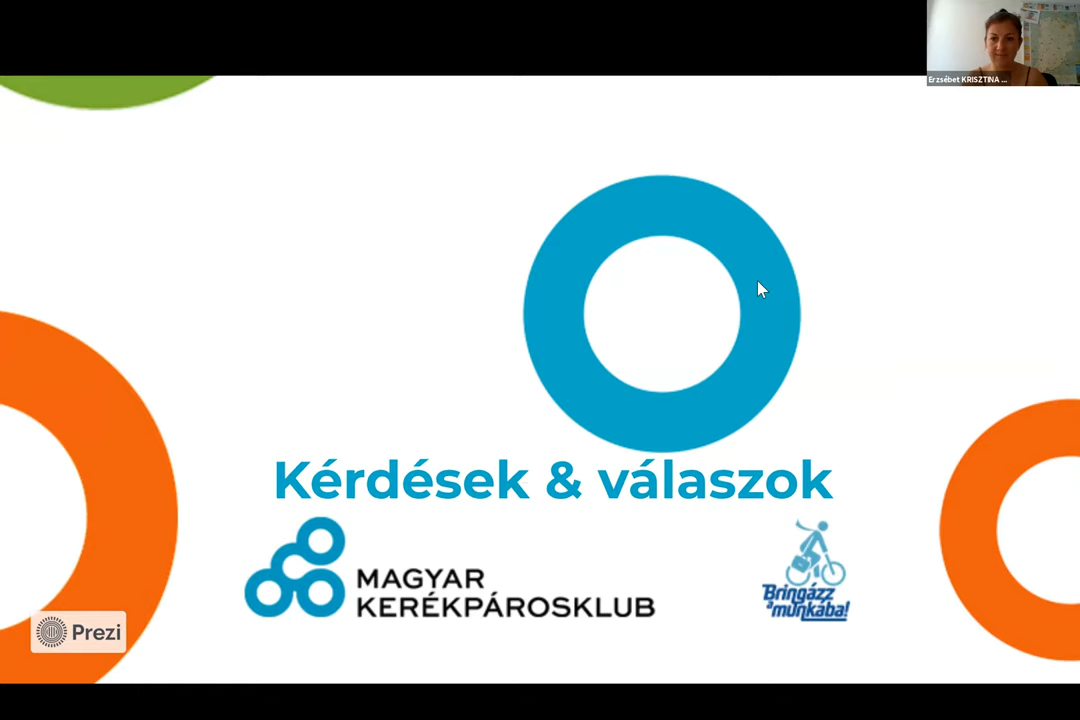 Erzsébet KRISZTINA ...
Kérdések & válaszok
MAGYAR
KERÉKPÁROSKLUB
Bringázz
a munkába!
Prezi